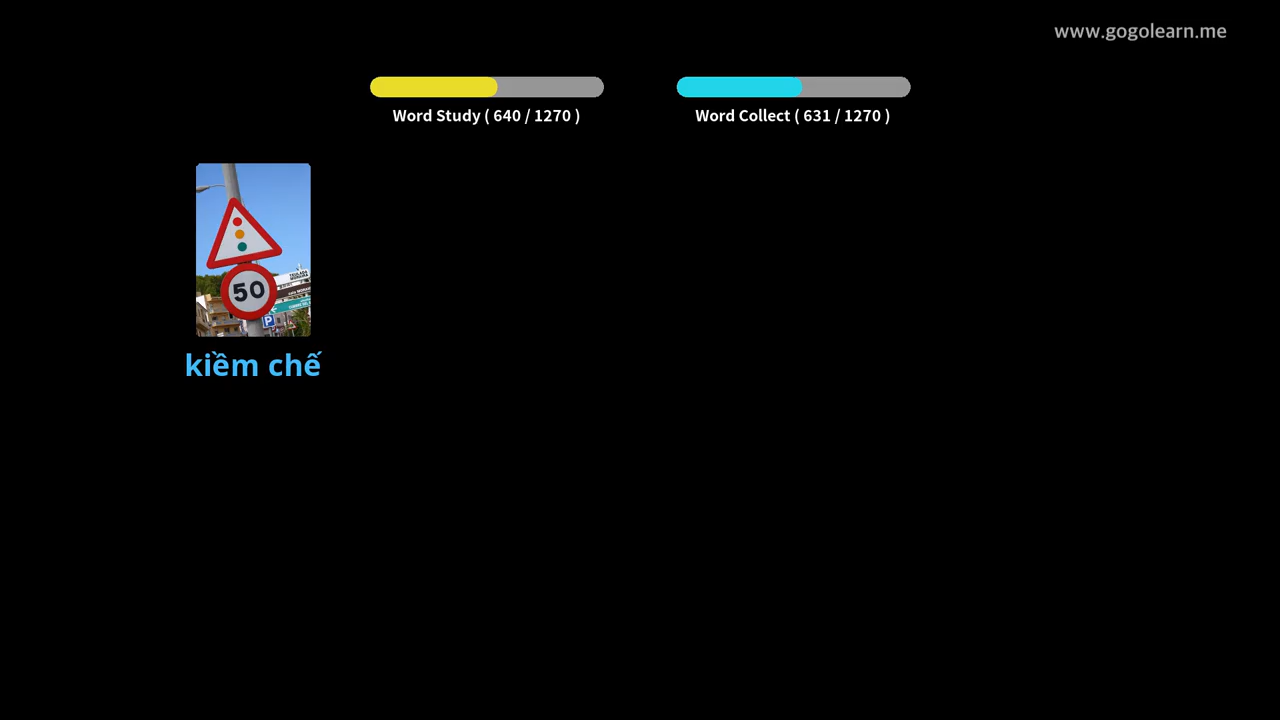 www.gogolearn.me
Word Study ( 640 / 1270 )
Word Collect ( 631 / 1270 )
50
P
kiềm chế